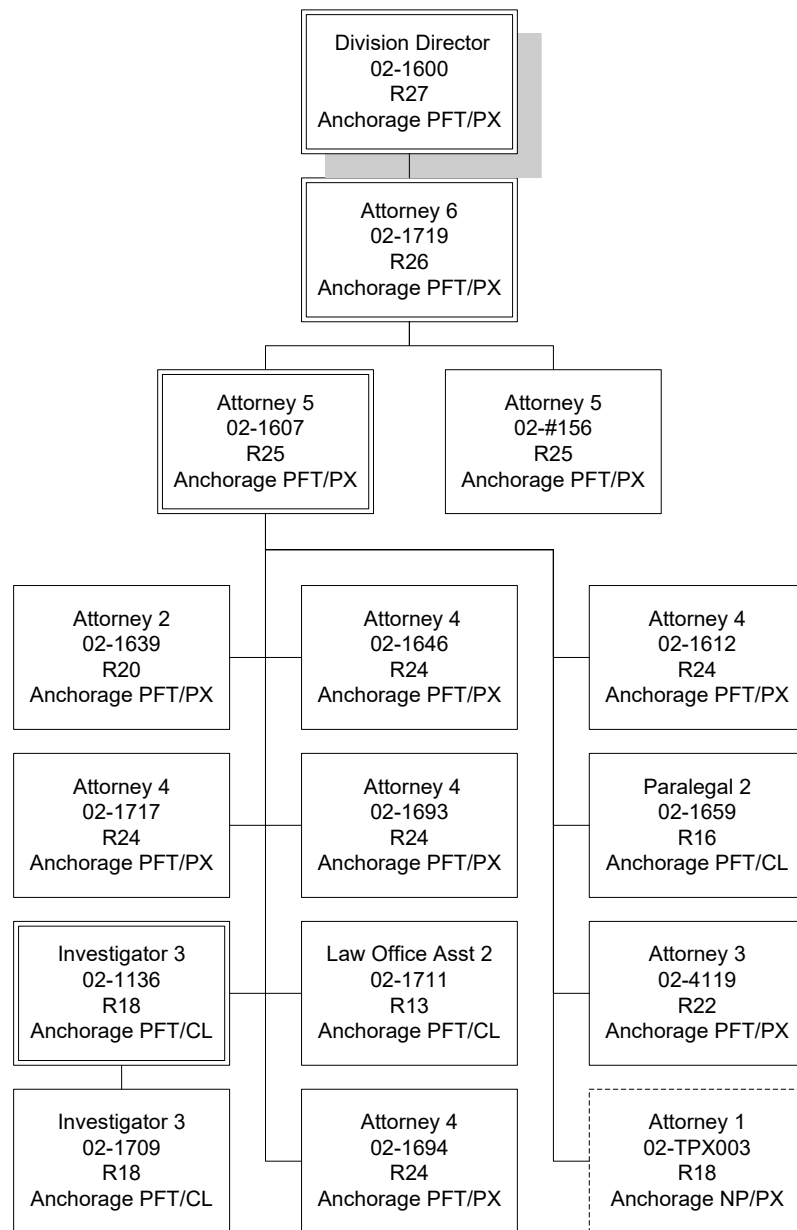 Division Director
02-1600
R27
Anchorage PFT/PX
Attorney 6
02-1719
R26
Anchorage PFT/PX
Attorney 5
02-1607
R25
Anchorage PFT/PX
Attorney 5
02-#156
R25
Anchorage PFT/PX
Attorney 2
02-1639
R20
Anchorage PFT/PX
Attorney 4
02-1646
R24
Anchorage PFT/PX
Attorney 4
02-1612
R24
Anchorage PFT/PX
Attorney 4
02-1717
R24
Anchorage PFT/PX
Attorney 4
02-1693
R24
Anchorage PFT/PX
Paralegal 2
02-1659
R16
Anchorage PFT/CL
Investigator 3
02-1136
R18
Anchorage PFT/CL
Law Office Asst 2
02-1711
R13
Anchorage PFT/CL
Attorney 3
02-4119
R22
Anchorage PFT/PX
Investigator 3
02-1709
R18
Anchorage PFT/CL
Attorney 4
02-1694
R24
Anchorage PFT/PX
Attorney 1
02-TPX003
R18
Anchorage NP/PX